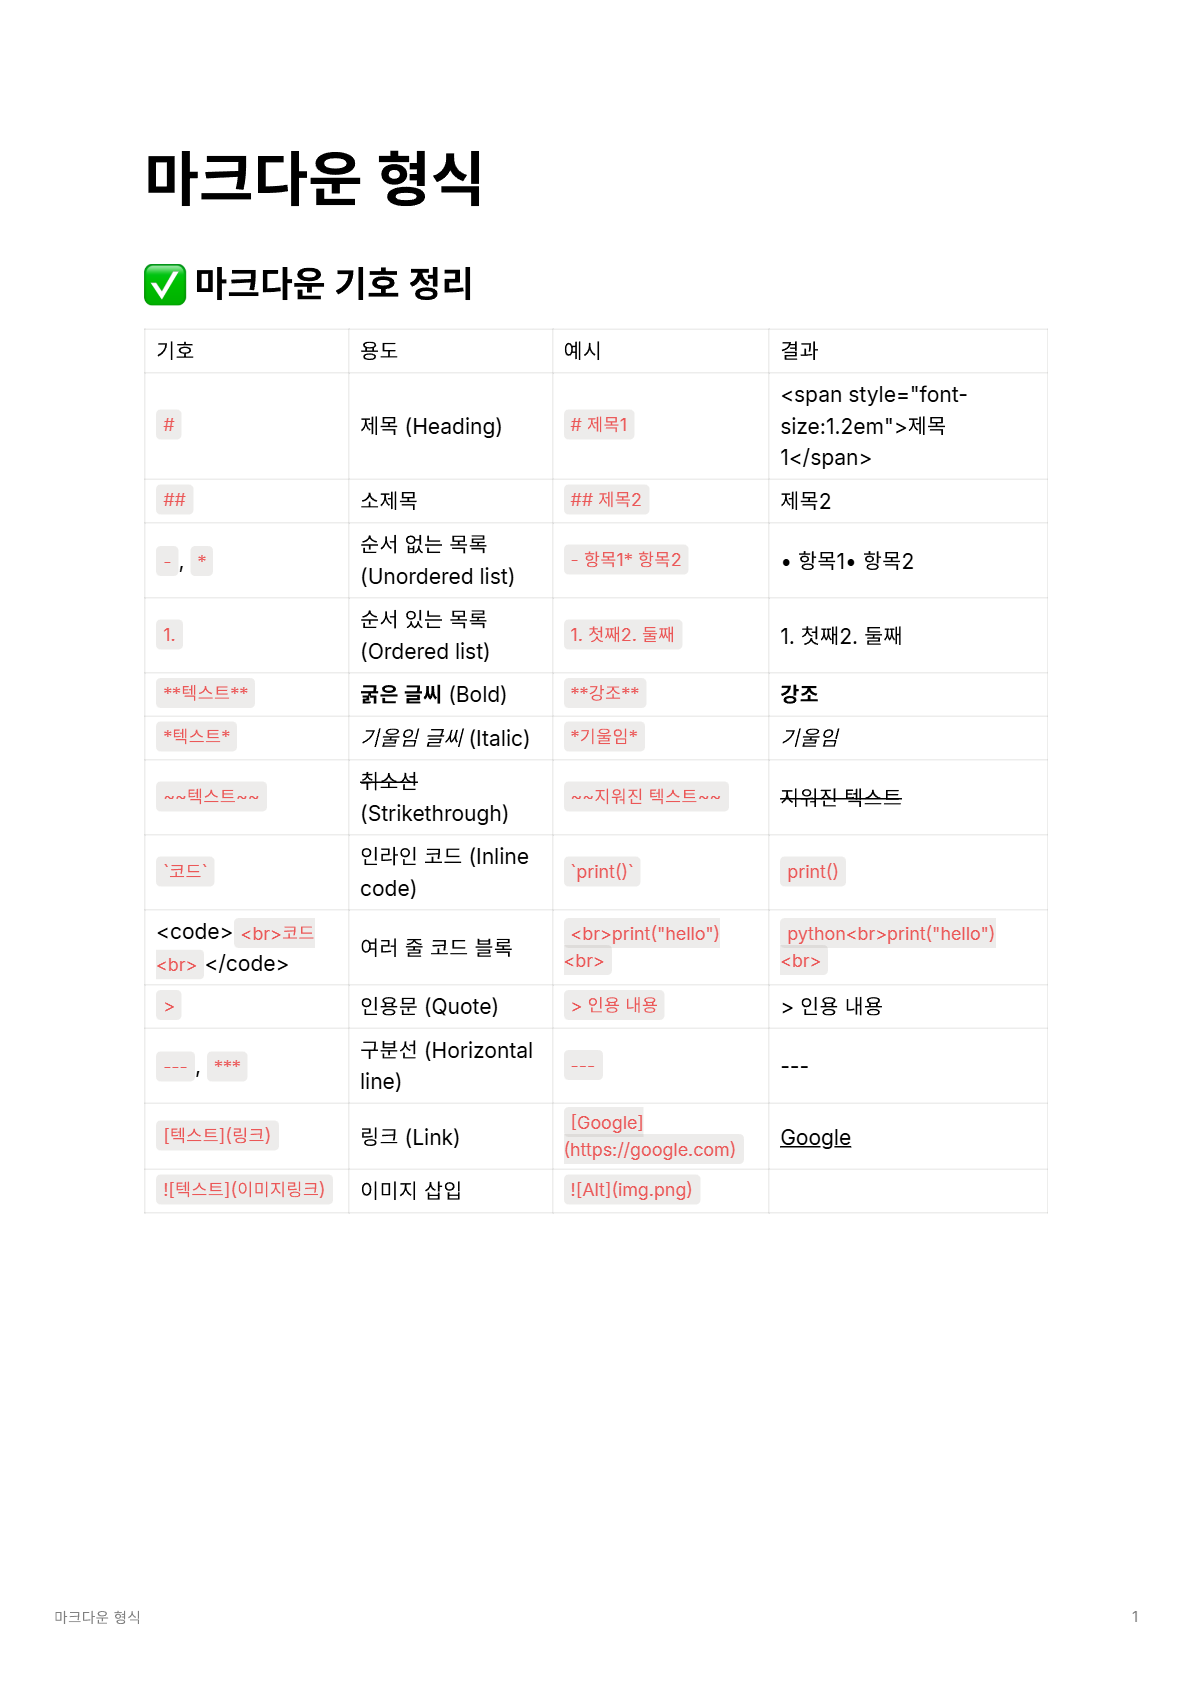 마크다운 형식
✅ 마크다운 기호 정리
기호 용도 예시 결과
# 제목 (Heading) # 제목1 <span style="font-
size:1.2em">제목
1</span>
## 소제목 ## 제목2 제목2
- , * 순서 없는 목록
(Unordered list) - 항목1* 항목2 • 항목1• 항목2
1. 순서 있는 목록
(Ordered list) 1. 첫째2. 둘째 1. 첫째2. 둘째
**텍스트** 굵은 글씨 (Bold) **강조** 강조
*텍스트* 기울임 글씨 (Italic) *기울임* 기울임
~~텍스트~~ 취소선
(Strikethrough) ~~지워진 텍스트~~ 지워진 텍스트
`코드` 인라인 코드 (Inline
code) `print()` print()
<code> <br>코드
<br> </code> 여러 줄 코드 블록 <br>print("hello")
<br> python<br>print("hello")
<br>
> 인용문 (Quote) > 인용 내용 > 인용 내용
--- , *** 구분선 (Horizontal
line) --- ---
[텍스트](링크) 링크 (Link) [Google]
(https://google.com) Google
![텍스트](이미지링크) 이미지 삽입 ![Alt](img.png)
마크다운 형식 1